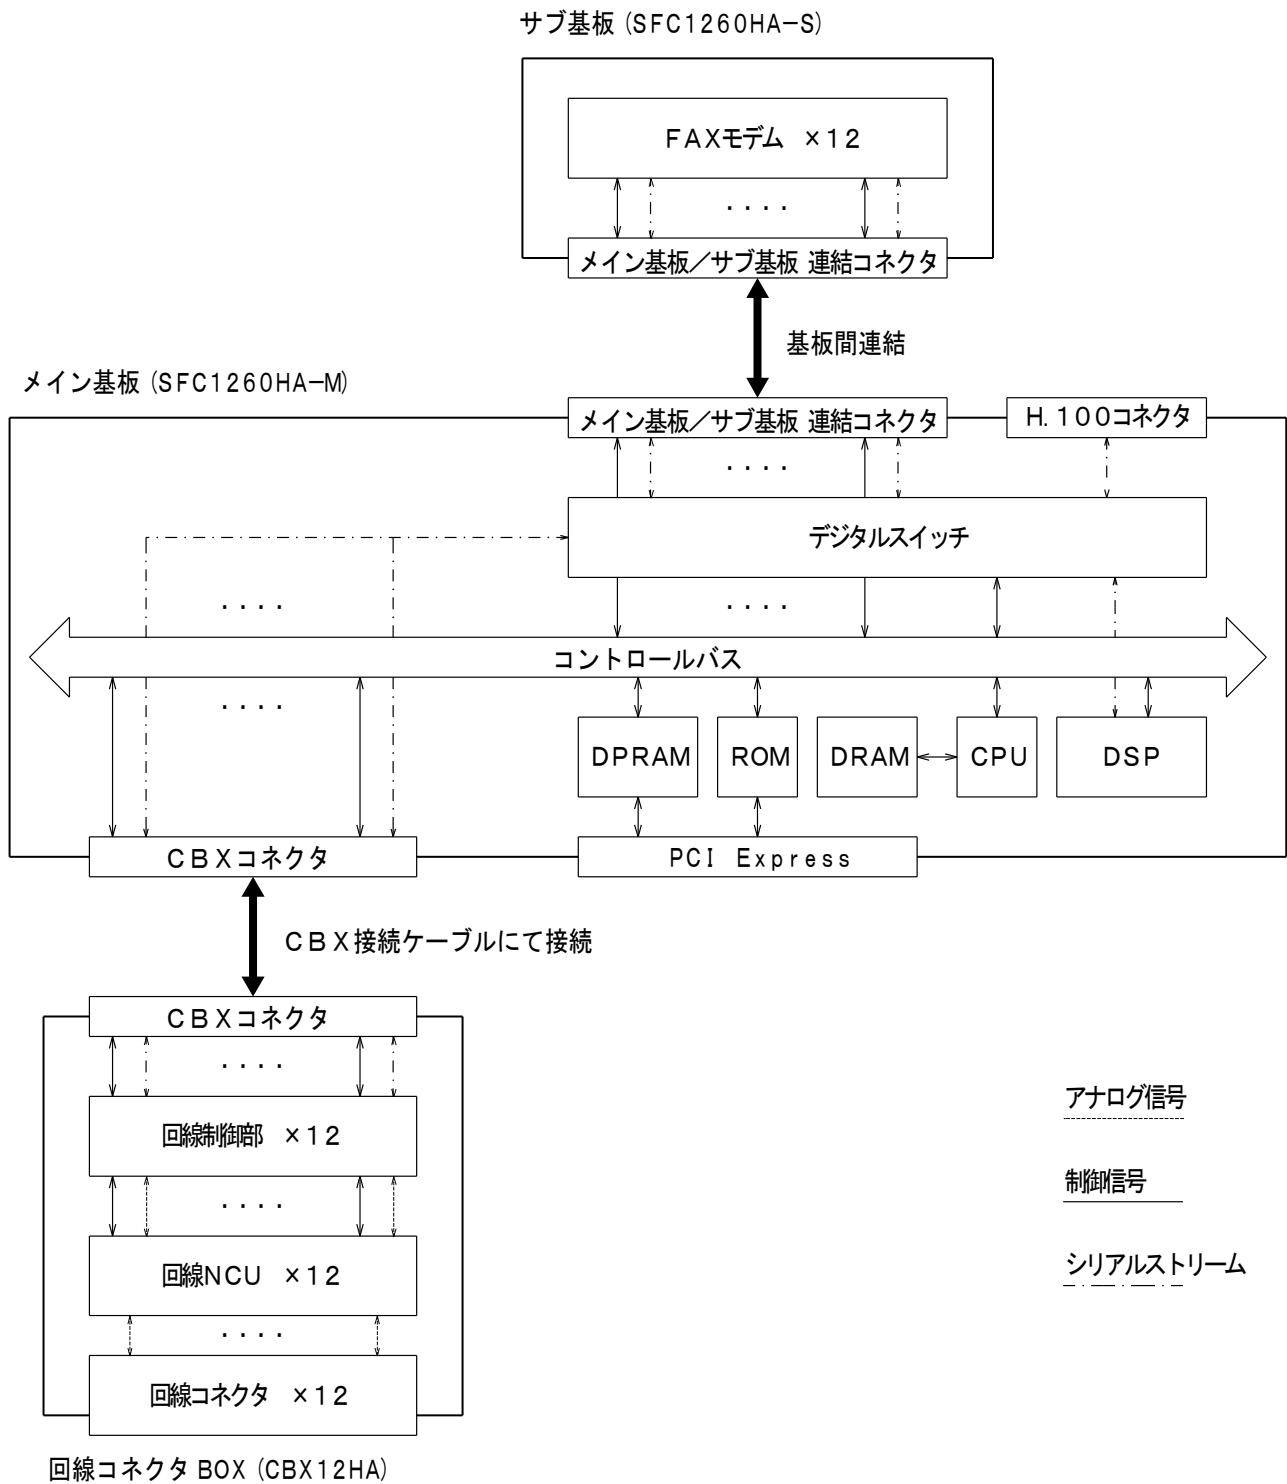 サブ基板 (SFC1260HA-S)
FAXモデム ×12
・・・・
メイン基板／サブ基板 連結コネクタ
基板間連結
メイン基板 (SFC1260HA-M)
メイン基板／サブ基板 連結コネクタ
H.100コネクタ
・・・・
デジタルスイッチ
・・・・ ・・・・
コントロールバス
・・・・
DPRAM ROM DRAM CPU DSP
CBXコネクタ
PCI Express
CBX接続ケーブルにて接続
CBXコネクタ
・・・・
回線制御部 ×12
・・・・
回線NCU ×12
・・・・
回線コネクタ ×12
回線コネクタ BOX (CBX12HA)
アナログ信号
制御信号
シリアルストリーム